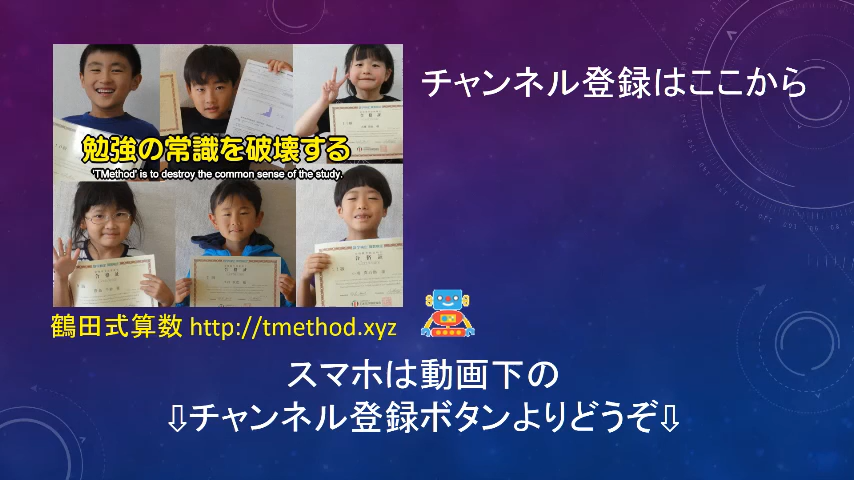 チャンネル登録はここから
勉強の常識を破壊する
'TMethod' is to destroy the common sense of the study.
鶴田式算数 http://tmethod.xyz
スマホは動画下の
⇩チャンネル登録ボタンよりどうぞ⇩